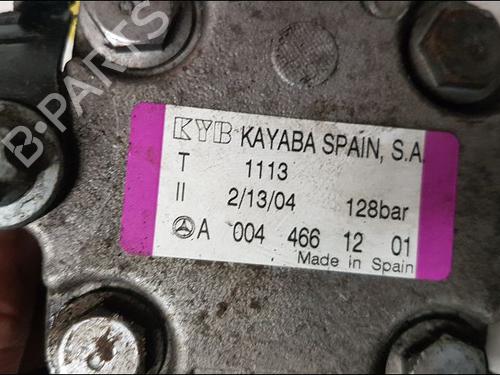 KYB KAYABA SPAIN, S.A.
T 1113
II 2/13/04 128bar
A 004 466 12 01
Made in Spain
B-PARTS